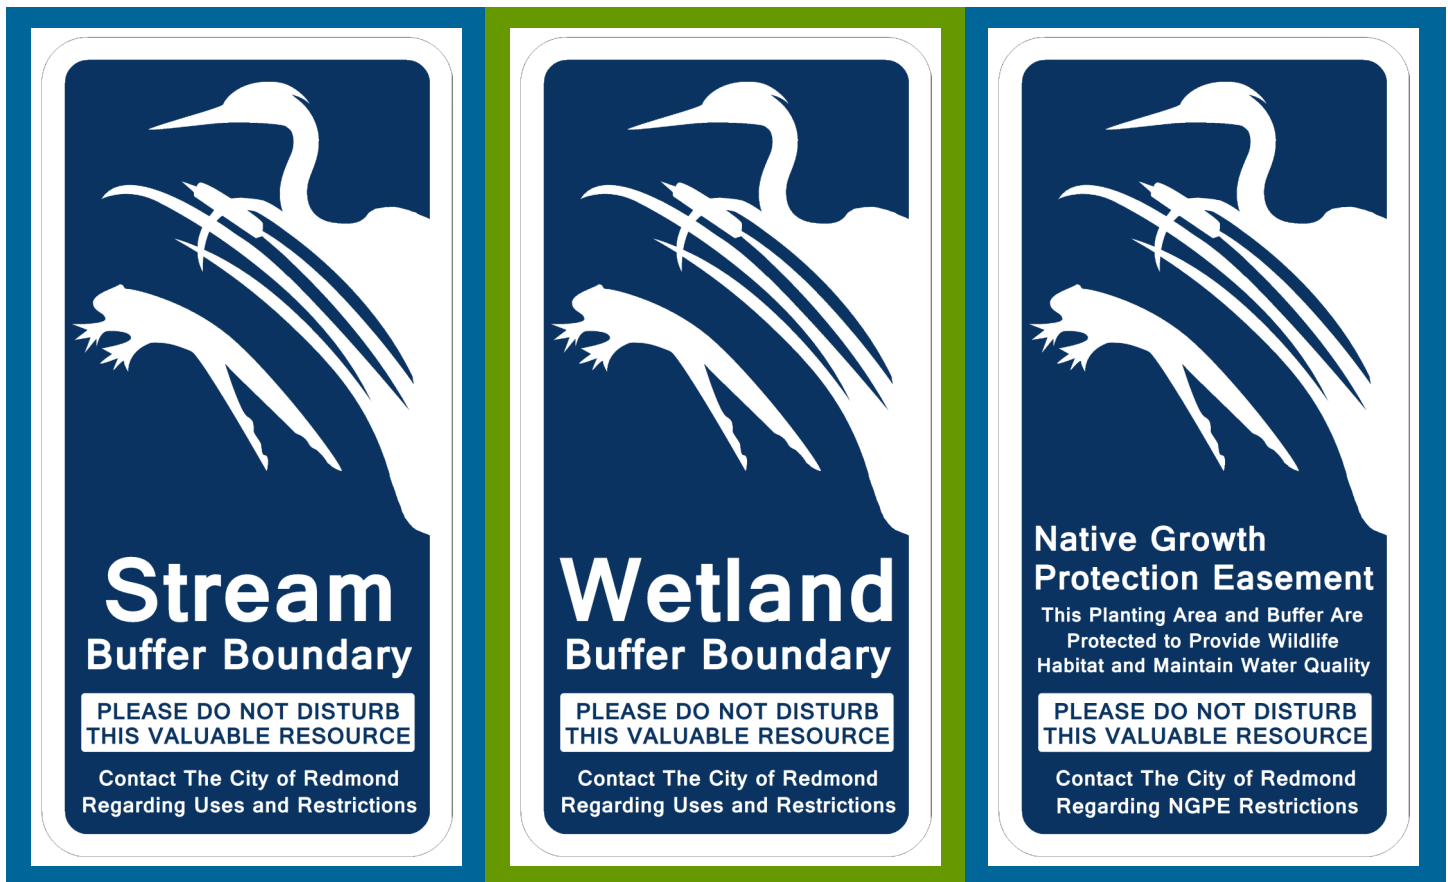 Stream
Buffer Boundary
PLEASE DO NOT DISTURB
THIS VALUABLE RESOURCE
Contact The City of Redmond
Regarding Uses and Restrictions
Wetland
Buffer Boundary
PLEASE DO NOT DISTURB
THIS VALUABLE RESOURCE
Contact The City of Redmond
Regarding Uses and Restrictions
Native Growth
Protection Easement
This Planting Area and Buffer Are
Protected to Provide Wildlife
Habitat and Maintain Water Quality
PLEASE DO NOT DISTURB
THIS VALUABLE RESOURCE
Contact The City of Redmond
Regarding NGPE Restrictions